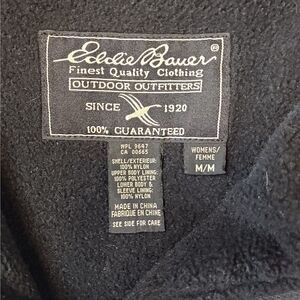 Eddie Bauer®
Finest Quality Clothing
OUTDOOR OUTFITTERS
SINCE 1920
100% GUARANTEED
WPL 9647
CA 00665
SHELL/EXTERIEUR:
100% NYLON
UPPER BODY LINING:
100% POLYESTER
LOWER BODY &
SLEEVE LINING:
100% NYLON
MADE IN CHINA
FABRIQUE EN CHINE
SEE SIDE FOR CARE
WOMENS/
FEMME
M/M